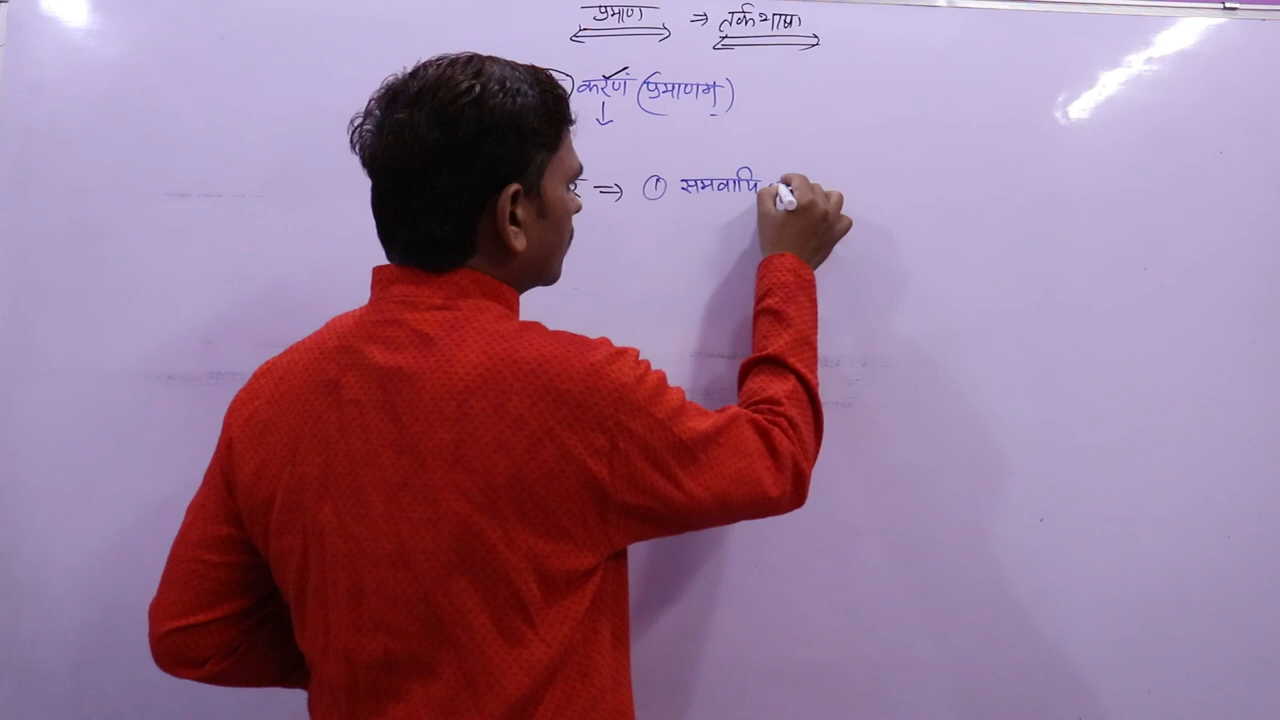 प्रमाण ⇒ तर्कभाषा
करणं (प्रमाणम्)
⇒ ① समवायि